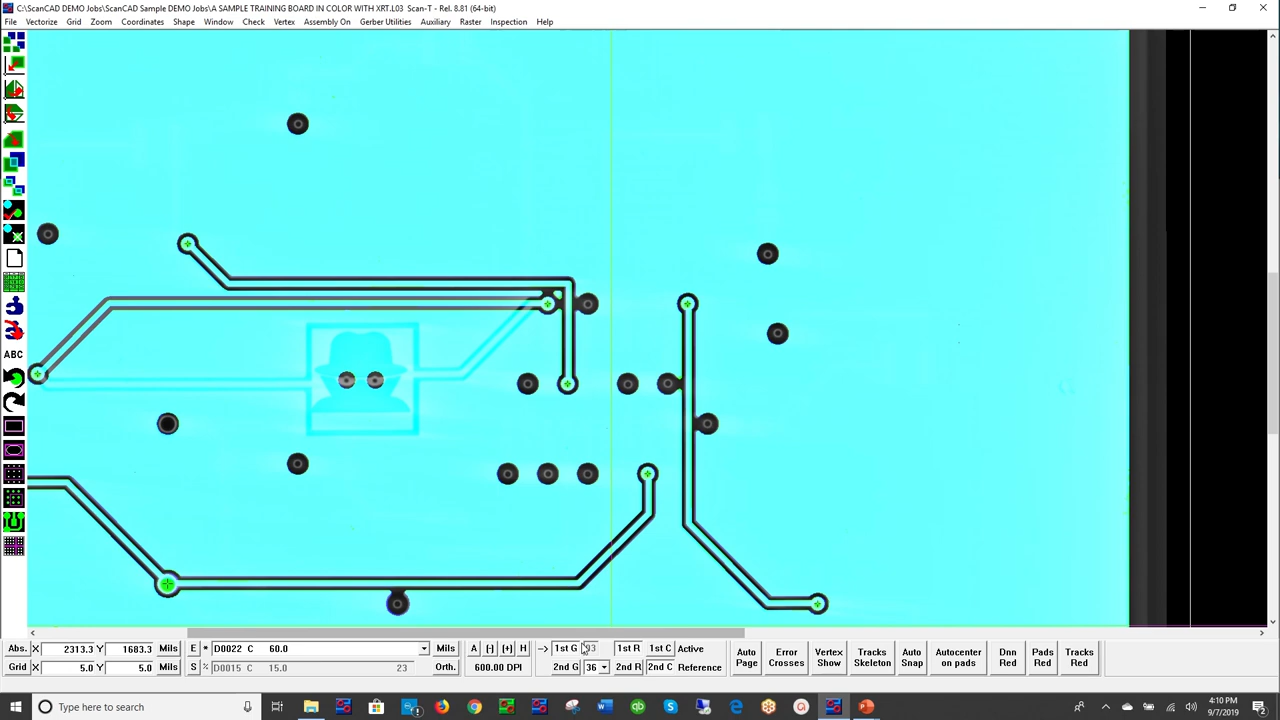 C:\ScanCAD DEMO Jobs\ScanCAD Sample DEMO Jobs\A SAMPLE TRAINING BOARD IN COLOR WITH XRT.L03 Scan-T - Rel. 8.81 (64-bit)
File Vectorize Grid Zoom Coordinates Shape Window Check Vertex Assembly On Gerber Utilities Auxiliary Raster Inspection Help
ABC
Abs. X 2313.3 Y 1683.3 Mils E * D0022 C 60.0 Mils A [-] [+] H --> 1st G 1st R 1st C Active
Grid X 5.0 Y 5.0 Mils S % D0015 C 15.0 23 Orth. 600.00 DPI 2nd G 36 2nd R 2nd C Reference
Auto Page Error Crosses Vertex Show Tracks Skeleton Auto Snap Autocenter on pads Dnn Red Pads Red Tracks Red
Type here to search
4:10 PM
9/7/2019
2